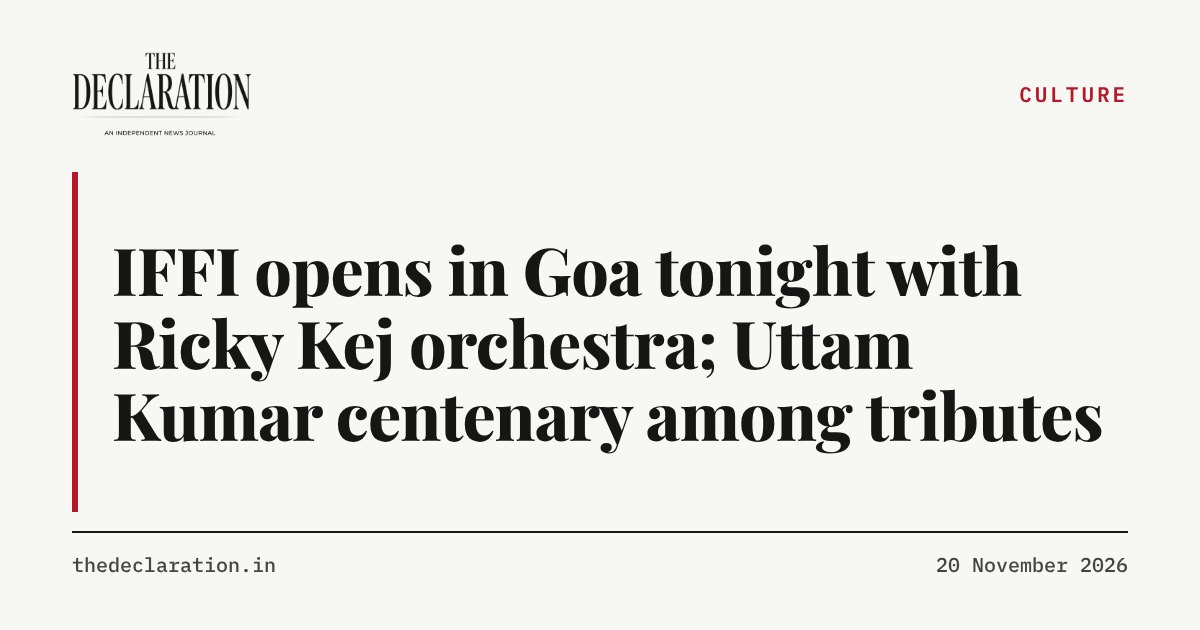 THE
DECLARATION
AN INDEPENDENT NEWS JOURNAL
CULTURE
IFFI opens in Goa tonight with
Ricky Kej orchestra; Uttam
Kumar centenary among tributes
thedeclaration.in
20 November 2026